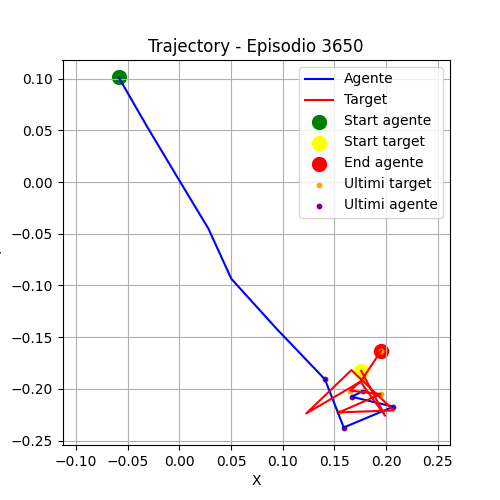 Trajectory - Episodio 3650
Agente
Target
Start agente
Start target
End agente
Ultimi target
Ultimi agente
0.10
0.05
0.00
−0.05
−0.10
−0.15
−0.20
−0.25
−0.10
−0.05
0.00
0.05
0.10
0.15
0.20
0.25
X